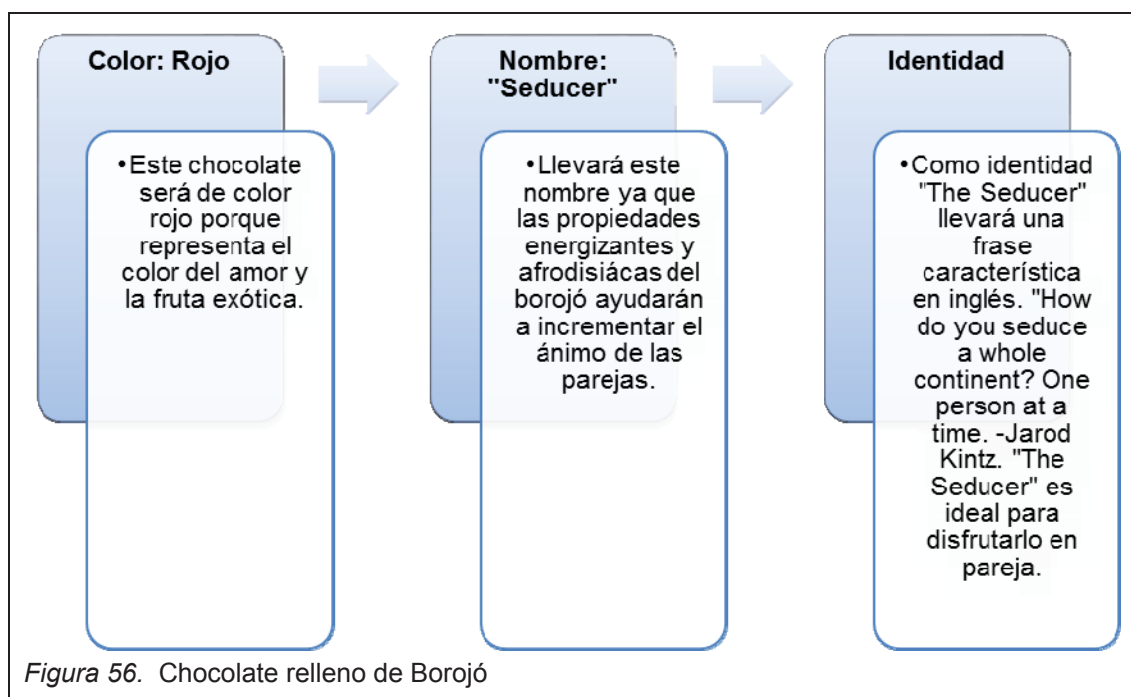 Color: Rojo
•Este chocolate
será de color
rojo porque
representa el
color del amor y
la fruta exótica.
Nombre:
"Seducer"
•Llevará este
nombre ya que
las propiedades
energizantes y
afrodisiácas del
borojó ayudarán
a incrementar el
ánimo de las
parejas.
Identidad
•Como identidad
"The Seducer"
llevará una
frase
característica
en inglés. "How
do you seduce
a whole
continent? One
person at a
time. -Jarod
Kintz. "The
Seducer" es
ideal para
disfrutarlo en
pareja.
Figura 56. Chocolate relleno de Borojó